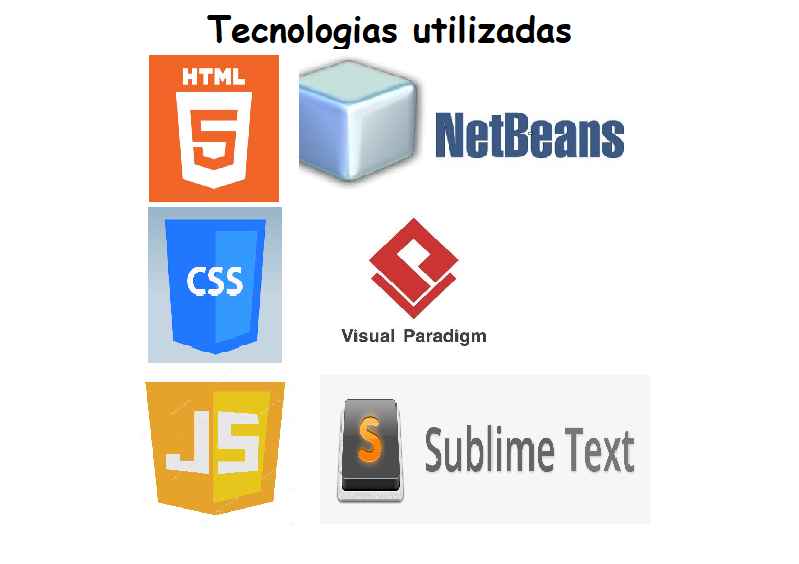 Tecnologias utilizadas
HTML
5
NetBeans
CSS
Visual Paradigm
JS
S
Sublime Text